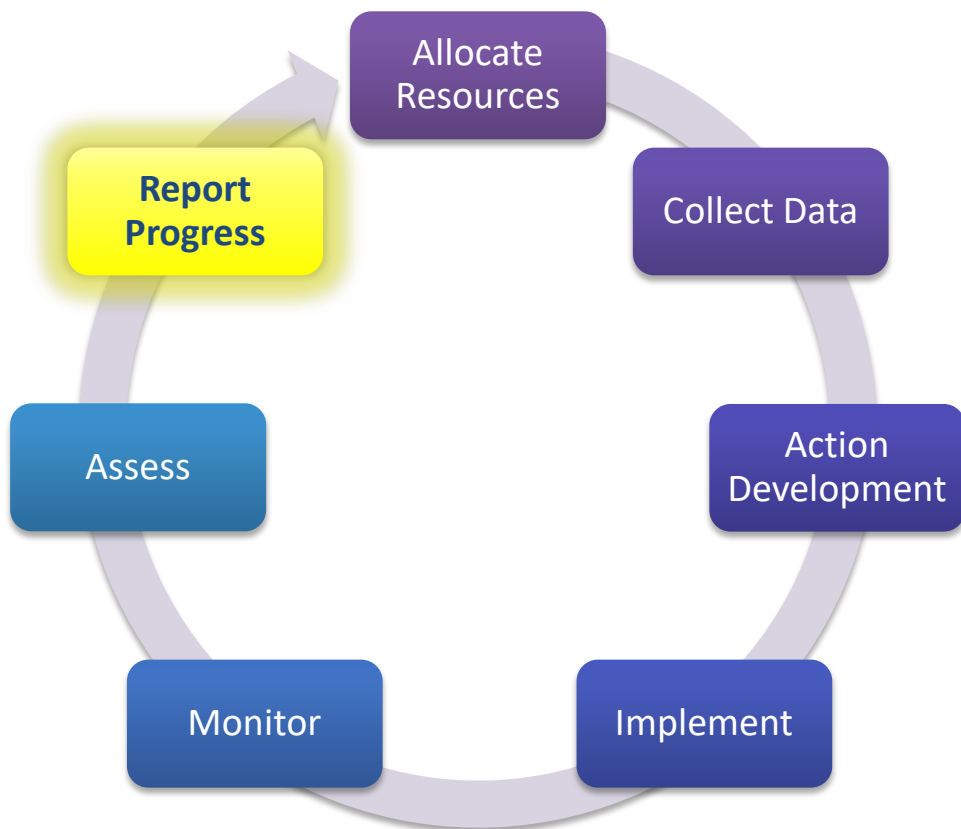 Allocate
Resources
Collect Data
Action
Development
Implement
Monitor
Assess
Report
Progress